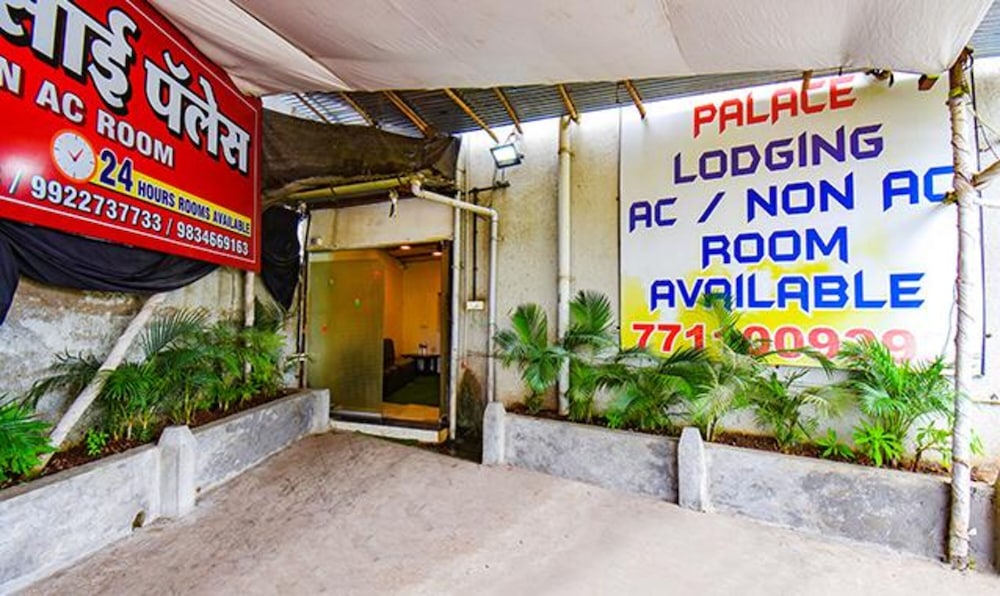 साई पॅलेस
N AC ROOM
24 HOURS ROOMS AVAILABLE
/ 9922737733 / 9834669163
PALACE
LODGING
AC / NON AC
ROOM
AVAILABLE